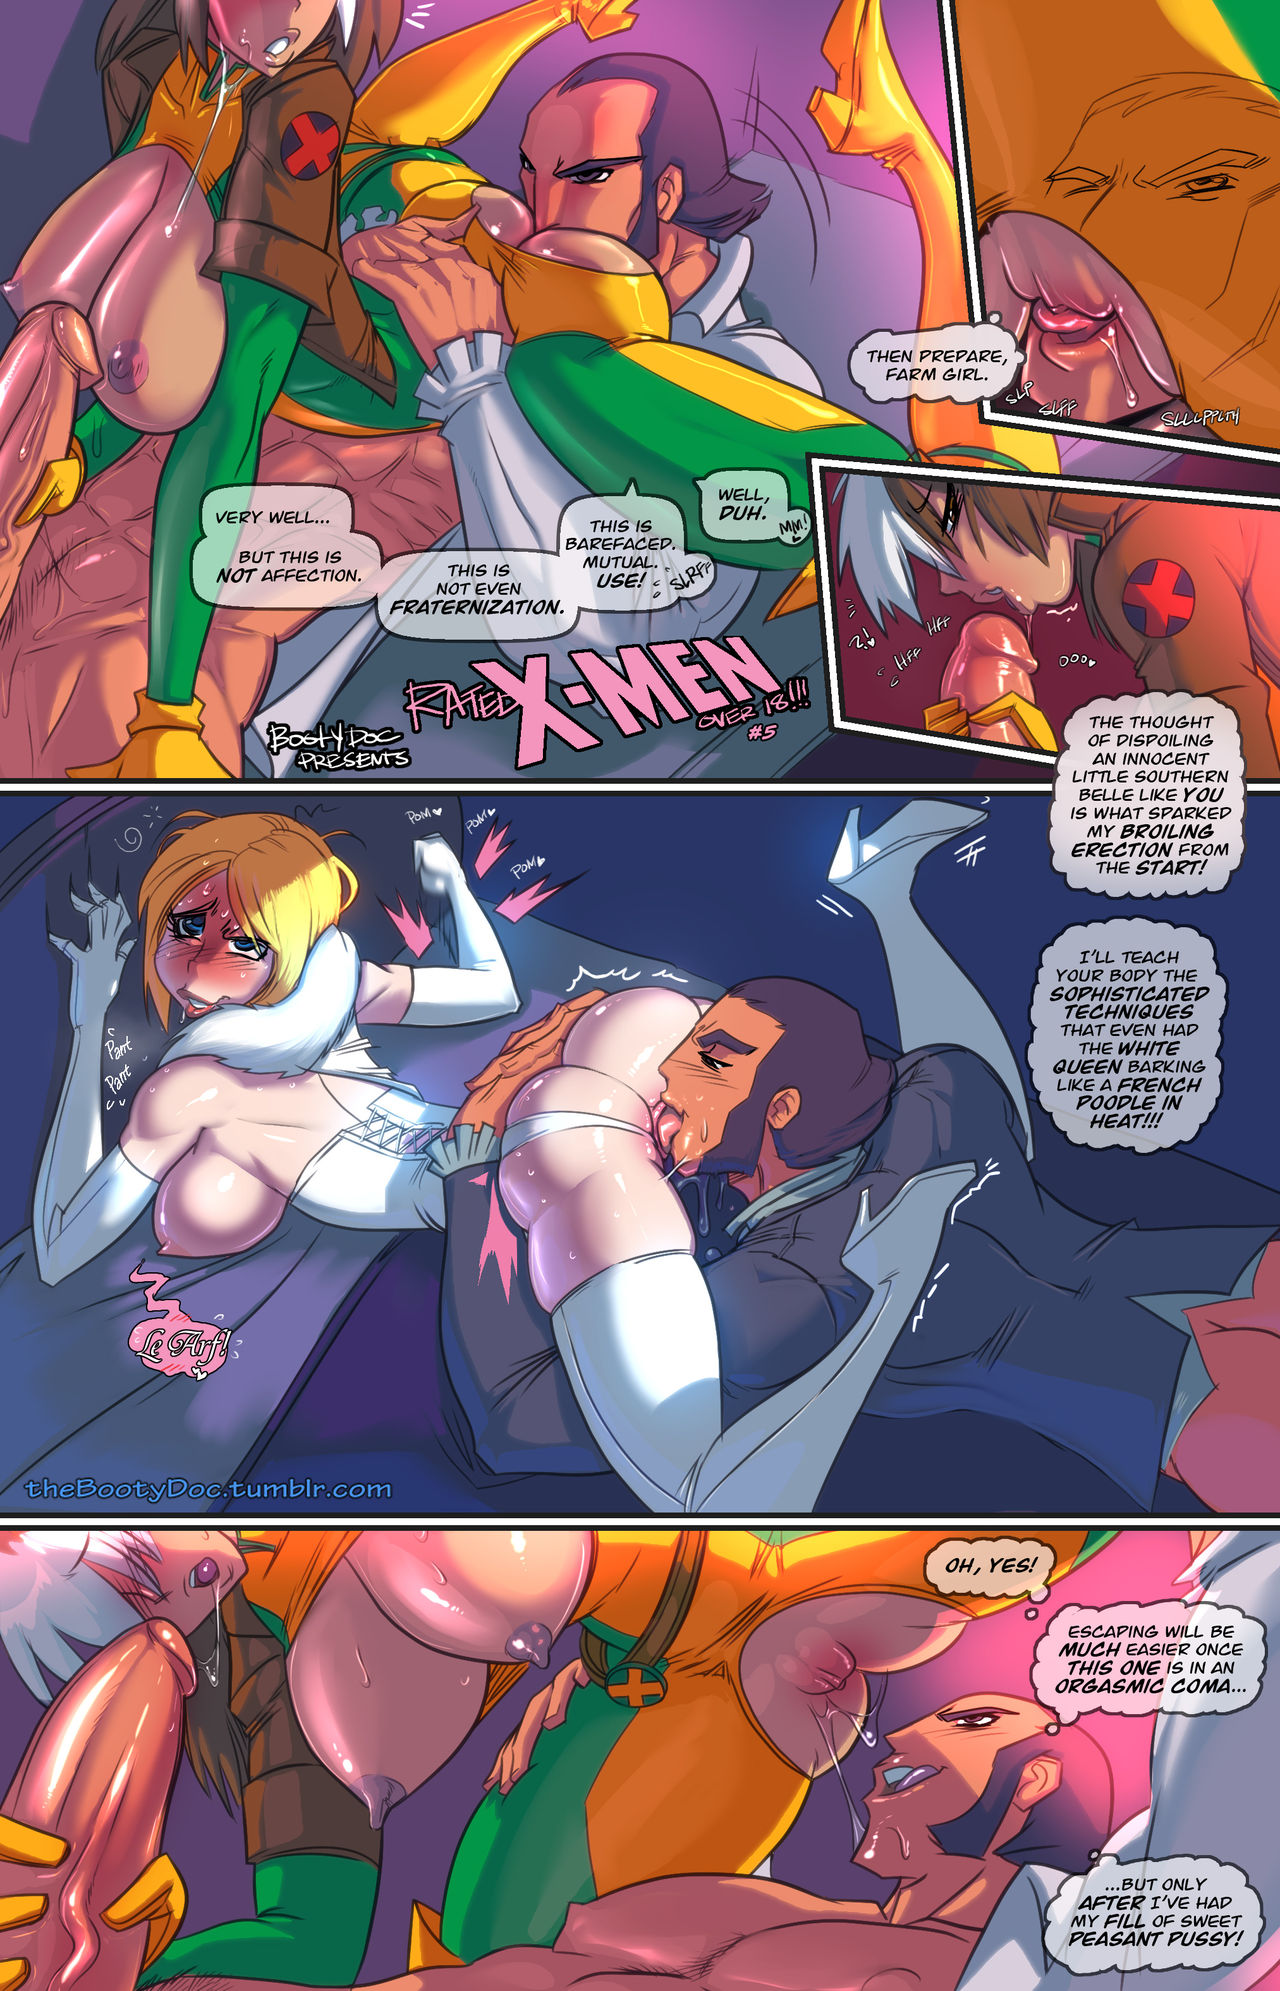 VERY WELL...
BUT THIS IS
NOT AFFECTION.
THIS IS
NOT EVEN
FRATERNIZATION.
THIS IS
BAREFACED.
MUTUAL.
USE!
SLRFF
WELL,
DUH.
MM!
THEN PREPARE,
FARM GIRL.
SLP
SLFF
SLLLPPLTH
?!
HFF
HFF
OOO
RATED X-MEN
OVER 18!!!
#5
BOOTY DOC
PRESENTS
THE THOUGHT
OF DISPOILING
AN INNOCENT
LITTLE SOUTHERN
BELLE LIKE YOU
IS WHAT SPARKED
MY BROILING
ERECTION FROM
THE START!
POM
POM
POM
Pant
Pant
I'LL TEACH
YOUR BODY THE
SOPHISTICATED
TECHNIQUES
THAT EVEN HAD
THE WHITE
QUEEN BARKING
LIKE A FRENCH
POODLE IN
HEAT!!!
Le Arf!
theBootyDoc.tumblr.com
OH, YES!
ESCAPING WILL BE
MUCH EASIER ONCE
THIS ONE IS IN AN
ORGASMIC COMA...
...BUT ONLY
AFTER I'VE HAD
MY FILL OF SWEET
PEASANT PUSSY!